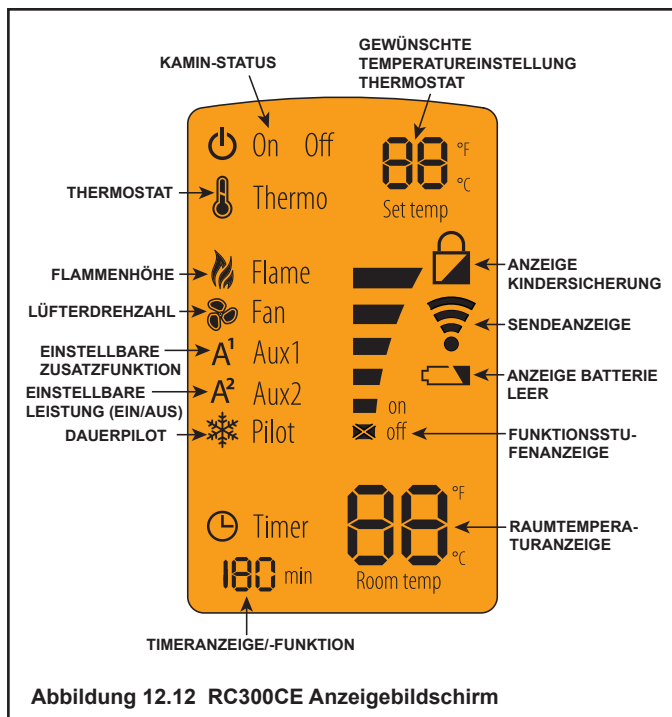 KAMIN-STATUS
GEWÜNSCHTE
TEMPERATUREINSTELLUNG
THERMOSTAT
On Off
88 °F
°C
Set temp
THERMOSTAT
Thermo
FLAMMENHÖHE
Flame
ANZEIGE
KINDERSICHERUNG
LÜFTERDREHZAHL
Fan
SENDEANZEIGE
EINSTELLBARE
ZUSATZFUNKTION
A¹ Aux1
EINSTELLBARE
LEISTUNG (EIN/AUS)
A² Aux2
ANZEIGE BATTERIE
LEER
on
DAUERPILOT
Pilot
off
FUNKTIONSSTU-
FENANZEIGE
Timer
180 min
88 °F
°C
Room temp
RAUMTEMPERA-
TURANZEIGE
TIMERANZEIGE/-FUNKTION
Abbildung 12.12 RC300CE Anzeigebildschirm